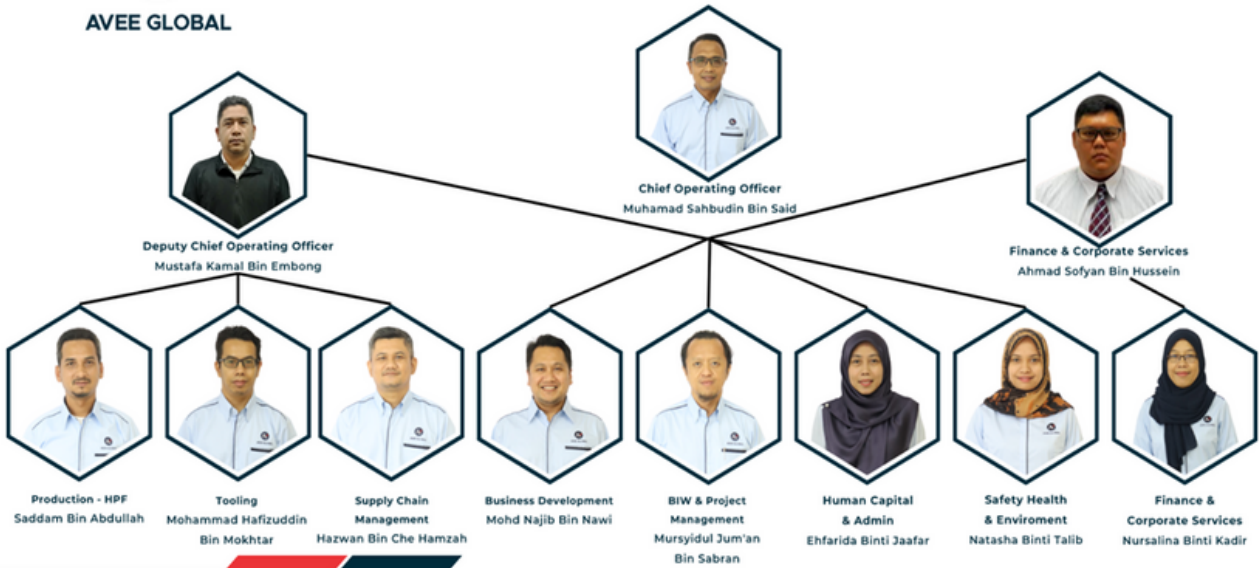 AVEE GLOBAL
Chief Operating Officer
Muhamad Sahbudin Bin Said
Deputy Chief Operating Officer
Mustafa Kamal Bin Embong
Finance & Corporate Services
Ahmad Sofyan Bin Hussein
Production - HPF
Saddam Bin Abdullah
Tooling
Mohammad Hafizuddin
Bin Mokhtar
Supply Chain
Management
Hazwan Bin Che Hamzah
Business Development
Mohd Najib Bin Nawi
BIW & Project
Management
Mursyidul Jum'an
Bin Sabran
Human Capital
& Admin
Ehfarida Binti Jaafar
Safety Health
& Enviroment
Natasha Binti Talib
Finance &
Corporate Services
Nursalina Binti Kadir